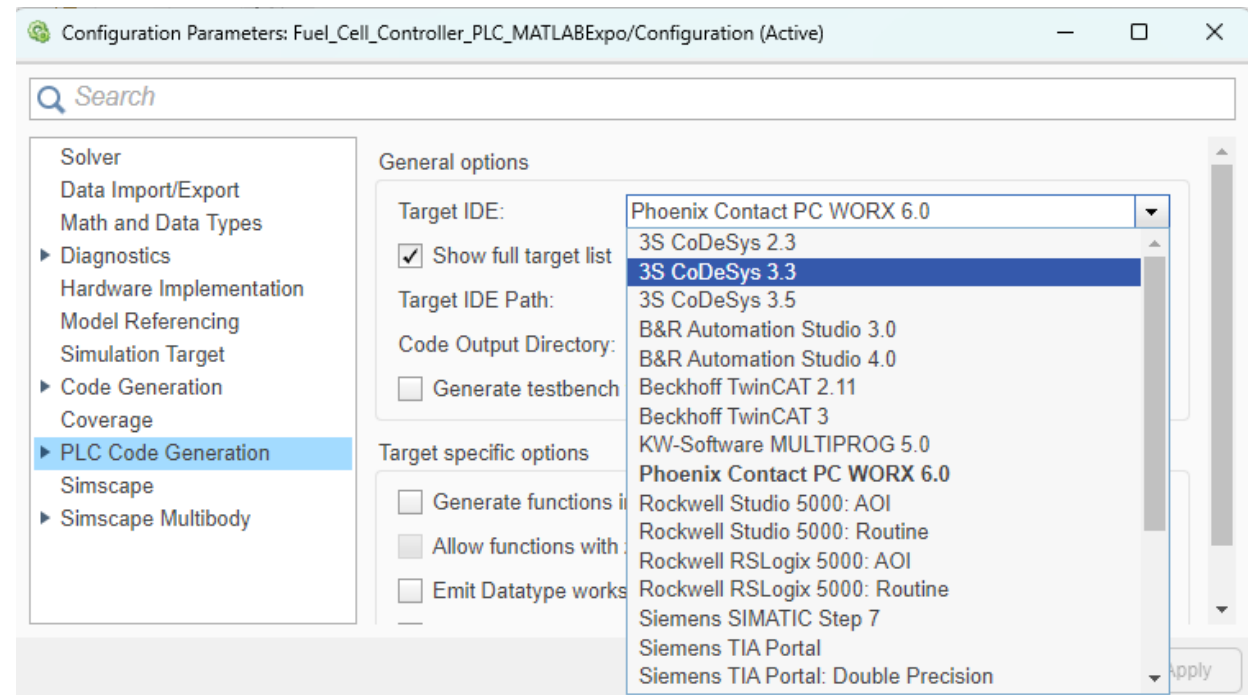 Configuration Parameters: Fuel_Cell_Controller_PLC_MATLABExpo/Configuration (Active)
Search
Solver
Data Import/Export
Math and Data Types
Diagnostics
Hardware Implementation
Model Referencing
Simulation Target
Code Generation
Coverage
PLC Code Generation
Simscape
Simscape Multibody
General options
Target IDE: Phoenix Contact PC WORX 6.0
Show full target list
Target IDE Path:
Code Output Directory:
Generate testbench
Target specific options
Generate functions
Allow functions with
Emit Datatype works
3S CoDeSys 2.3
3S CoDeSys 3.3
3S CoDeSys 3.5
B&R Automation Studio 3.0
B&R Automation Studio 4.0
Beckhoff TwinCAT 2.11
Beckhoff TwinCAT 3
KW-Software MULTIPROG 5.0
Phoenix Contact PC WORX 6.0
Rockwell Studio 5000: AOI
Rockwell Studio 5000: Routine
Rockwell RSLogix 5000: AOI
Rockwell RSLogix 5000: Routine
Siemens SIMATIC Step 7
Siemens TIA Portal
Siemens TIA Portal: Double Precision
Apply